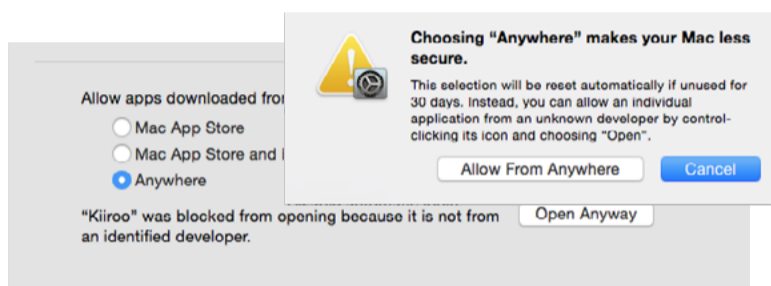 Choosing “Anywhere” makes your Mac less
secure.
This selection will be reset automatically if unused for
30 days. Instead, you can allow an individual
application from an unknown developer by control-
clicking its icon and choosing "Open".
Allow From Anywhere
Cancel
Allow apps downloaded
Mac App Store
Mac App Store and
Anywhere
“Kiiroo” was blocked from opening because it is not from
an identified developer.
Open Anyway